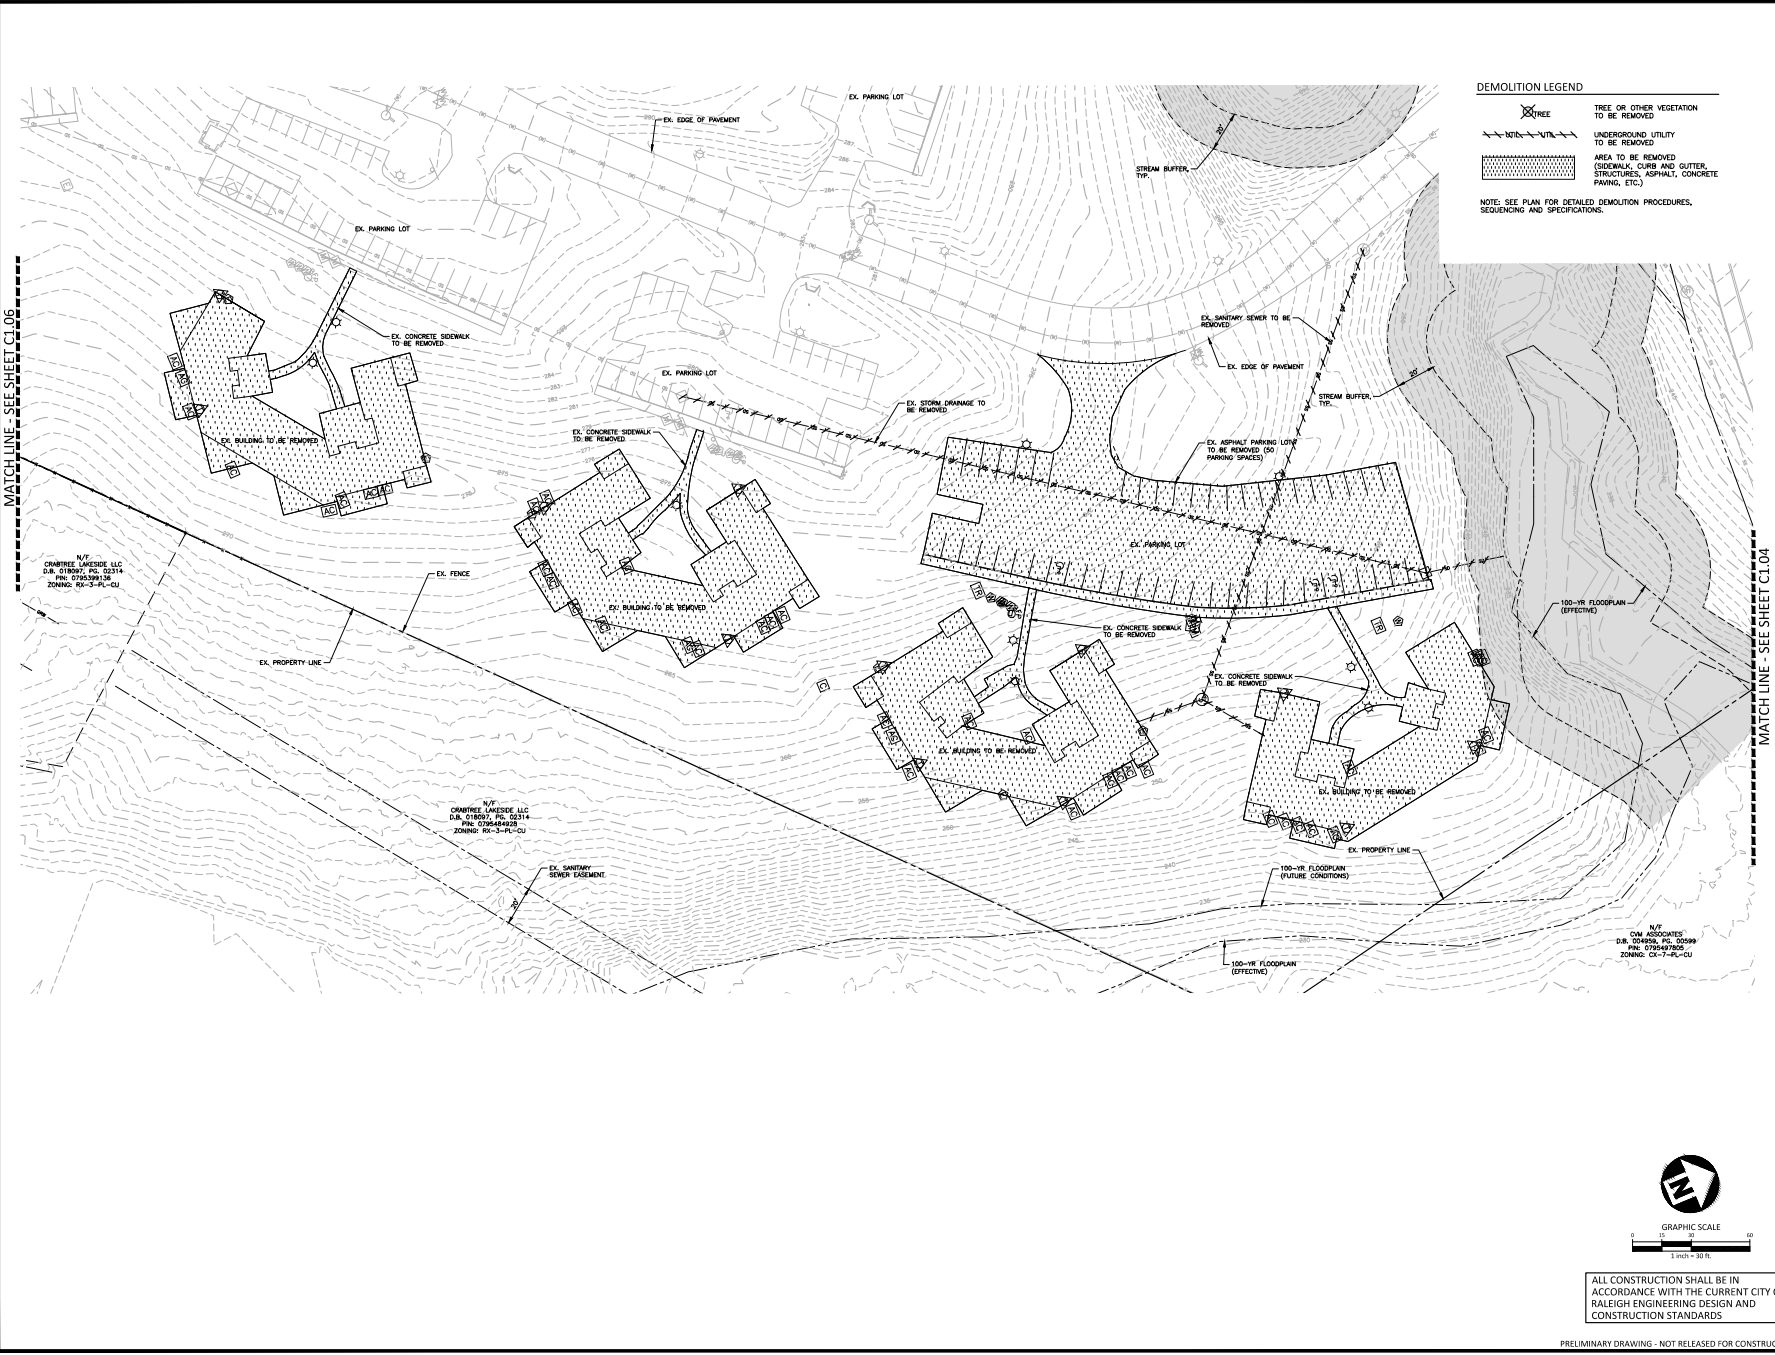 EX. PARKING LOT
EX. EDGE OF PAVEMENT
STREAM BUFFER,
TYP.
20'
DEMOLITION LEGEND
TREE
TREE OR OTHER VEGETATION
TO BE REMOVED
UTIL
UTIL
UNDERGROUND UTILITY
TO BE REMOVED
AREA TO BE REMOVED
(SIDEWALK, CURB AND GUTTER,
STRUCTURES, ASPHALT, CONCRETE
PAVING, ETC.)
NOTE: SEE PLAN FOR DETAILED DEMOLITION PROCEDURES,
SEQUENCING AND SPECIFICATIONS.
EX. PARKING LOT
MATCH LINE - SEE SHEET C1.06
EX. CONCRETE SIDEWALK
TO BE REMOVED
EX. SANITARY SEWER TO BE
REMOVED
EX. EDGE OF PAVEMENT
EX. PARKING LOT
STREAM BUFFER,
TYP.
20'
EX. STORM DRAINAGE TO
BE REMOVED
EX. BUILDING TO BE REMOVED
EX. CONCRETE SIDEWALK
TO BE REMOVED
EX. ASPHALT PARKING LOT
TO BE REMOVED (50
PARKING SPACES)
EX. PARKING LOT
N/F
CRABTREE LAKESIDE LLC
D.B. 018097, PG. 02314
PIN: 0795399136
ZONING: RX-3-PL-CU
EX. FENCE
EX. BUILDING TO BE REMOVED
100-YR FLOODPLAIN
(EFFECTIVE)
EX. CONCRETE SIDEWALK
TO BE REMOVED
EX. PROPERTY LINE
EX. CONCRETE SIDEWALK
TO BE REMOVED
MATCH LINE - SEE SHEET C1.04
EX. BUILDING TO BE REMOVED
EX. BUILDING TO BE REMOVED
N/F
CRABTREE LAKESIDE LLC
D.B. 018097, PG. 02314
PIN: 0795484928
ZONING: RX-3-PL-CU
EX. PROPERTY LINE
EX. SANITARY
SEWER EASEMENT
20'
100-YR FLOODPLAIN
(FUTURE CONDITIONS)
N/F
CVM ASSOCIATES
D.B. 004959, PG. 00599
PIN: 0795497805
ZONING: CX-7-PL-CU
100-YR FLOODPLAIN
(EFFECTIVE)
N
GRAPHIC SCALE
0 15 30 60
1 inch = 30 ft.
ALL CONSTRUCTION SHALL BE IN
ACCORDANCE WITH THE CURRENT CITY
RALEIGH ENGINEERING DESIGN AND
CONSTRUCTION STANDARDS
PRELIMINARY DRAWING - NOT RELEASED FOR CONSTRUC